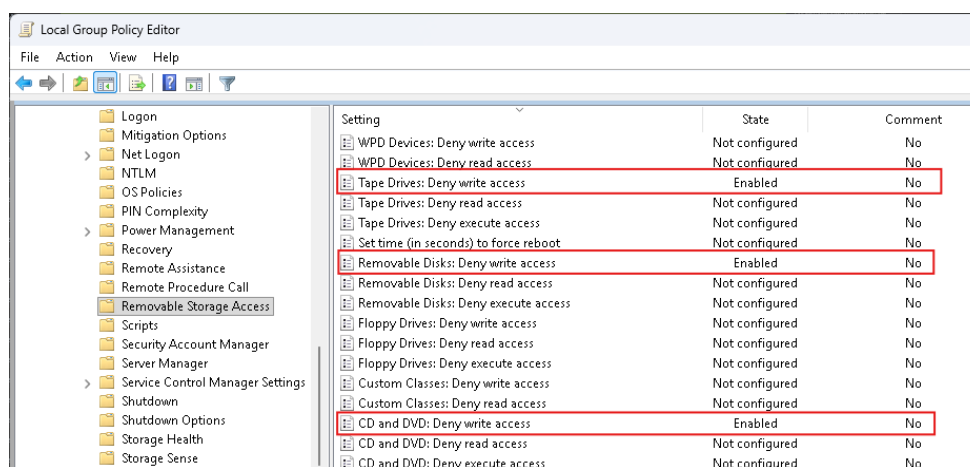 Local Group Policy Editor
File Action View Help
Logon
Mitigation Options
Net Logon
NTLM
OS Policies
PIN Complexity
Power Management
Recovery
Remote Assistance
Remote Procedure Call
Removable Storage Access
Scripts
Security Account Manager
Server Manager
Service Control Manager Settings
Shutdown
Shutdown Options
Storage Health
Storage Sense
Setting State Comment
WPD Devices: Deny write access Not configured No
WPD Devices: Deny read access Not configured No
Tape Drives: Deny write access Enabled No
Tape Drives: Deny read access Not configured No
Tape Drives: Deny execute access Not configured No
Set time (in seconds) to force reboot Not configured No
Removable Disks: Deny write access Enabled No
Removable Disks: Deny read access Not configured No
Removable Disks: Deny execute access Not configured No
Floppy Drives: Deny write access Not configured No
Floppy Drives: Deny read access Not configured No
Floppy Drives: Deny execute access Not configured No
Custom Classes: Deny write access Not configured No
Custom Classes: Deny read access Not configured No
CD and DVD: Deny write access Enabled No
CD and DVD: Deny read access Not configured No
CD and DVD: Deny execute access Not configured No